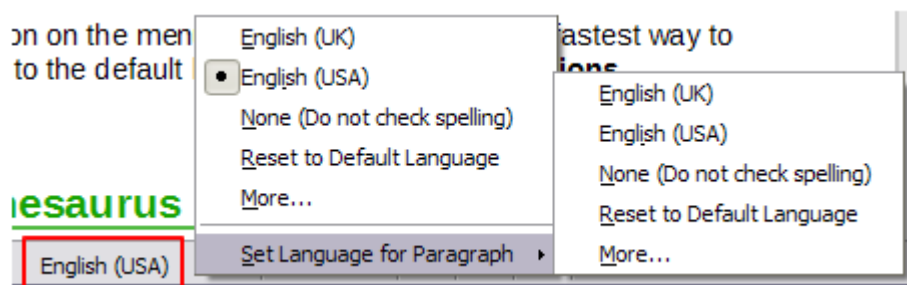 on the men
fastest way to
to the default
English (UK)
English (USA)
None (Do not check spelling)
Reset to Default Language
More...
Set Language for Paragraph
English (UK)
English (USA)
None (Do not check spelling)
Reset to Default Language
More...
esaurus
English (USA)